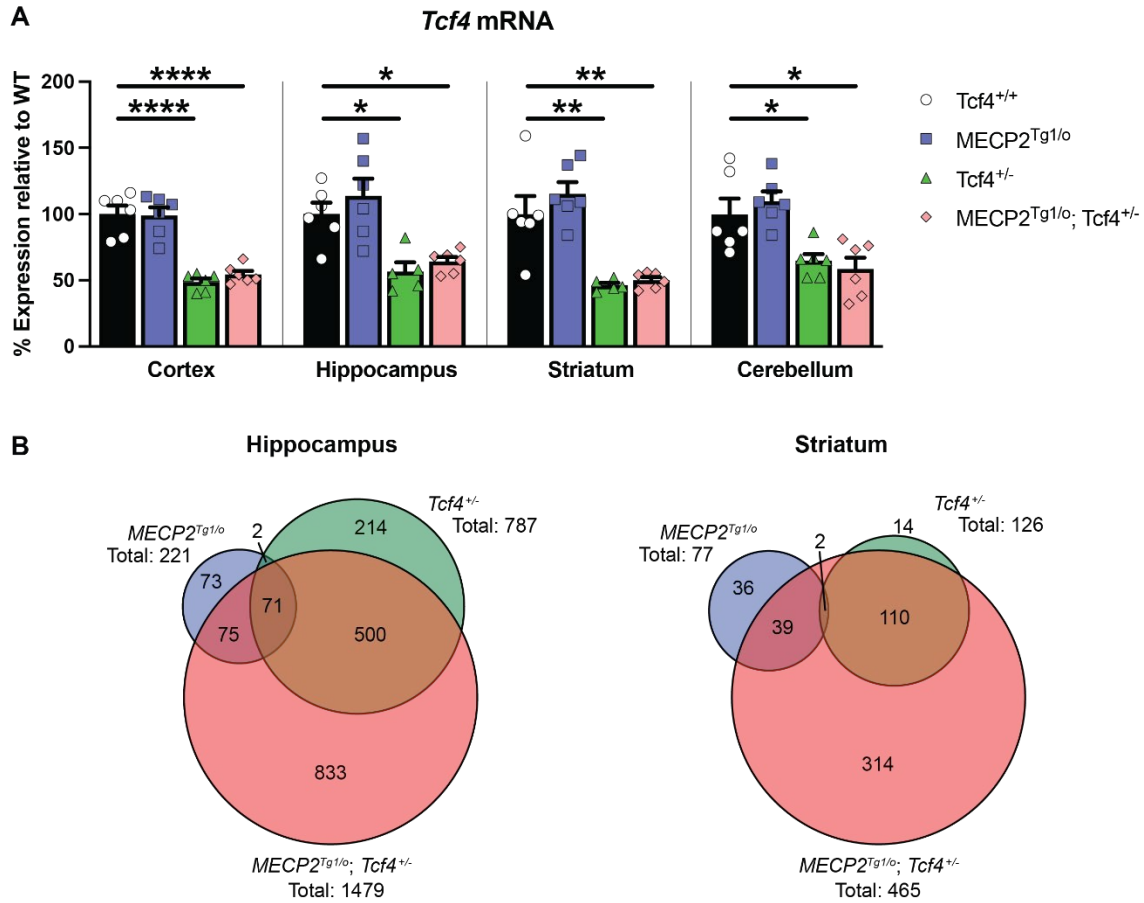 A
Tcf4 mRNA
% Expression relative to WT
200
150
100
50
0
**** * ** *
**** * ** *
Cortex Hippocampus Striatum Cerebellum
Tcf4+/+
MECP2Tg1/o
Tcf4+/-
MECP2Tg1/o; Tcf4+/-
B
Hippocampus
MECP2Tg1/o
Total: 221
2
Tcf4+/-
Total: 787
214
73
71
75
500
833
MECP2Tg1/o; Tcf4+/-
Total: 1479
Striatum
MECP2Tg1/o
Total: 77
2
14
Tcf4+/-
Total: 126
36
39
110
314
MECP2Tg1/o; Tcf4+/-
Total: 465